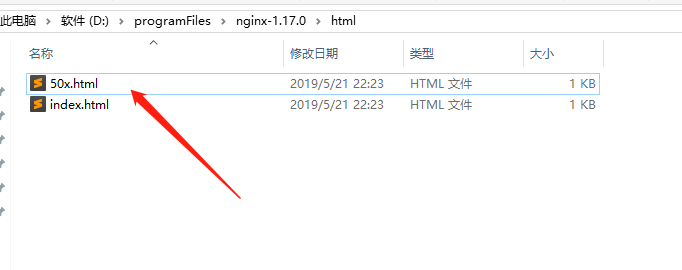 此电脑 > 软件 (D:) > programFiles > nginx-1.17.0 > html
名称 修改日期 类型 大小
50x.html 2019/5/21 22:23 HTML 文件 1 KB
index.html 2019/5/21 22:23 HTML 文件 1 KB